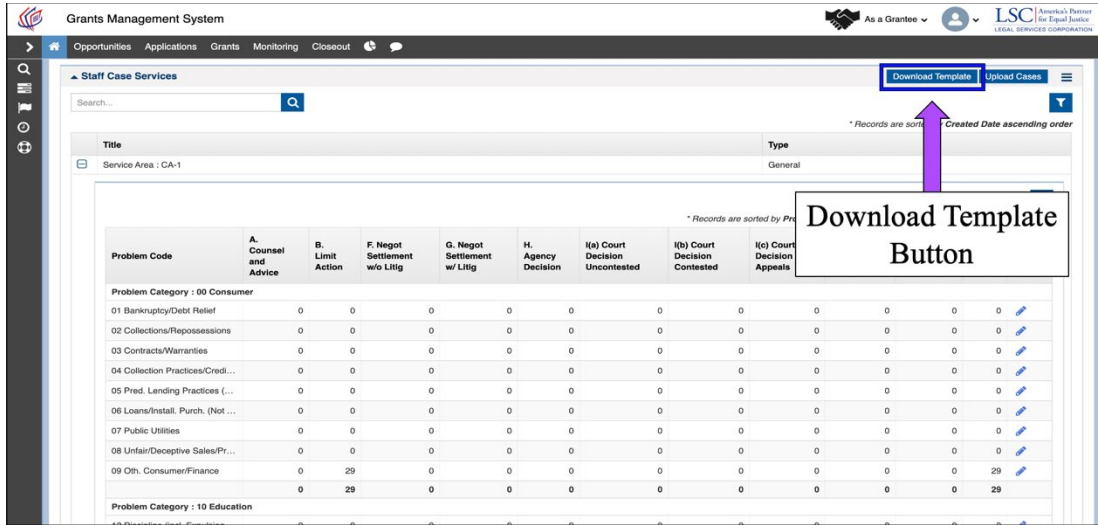 Grants Management System
As a Grantee
LSC America's Partner for Equal Justice
LEGAL SERVICES CORPORATION
Opportunities Applications Grants Monitoring Closeout
Staff Case Services
Download Template Upload Cases
Search...
* Records are sorte Created Date ascending order
Title Type
Service Area : CA-1 General
* Records are sorted by Pro
Download Template
Button
Problem Code A. Counsel and Advice B. Limit Action F. Negot Settlement w/o Litig G. Negot Settlement w/ Litig H. Agency Decision I(a) Court Decision Uncontested I(b) Court Decision Contested I(c) Court Decision Appeals
Problem Category : 00 Consumer
01 Bankruptcy/Debt Relief 0 0 0 0 0 0 0 0 0 0 0
02 Collections/Repossessions 0 0 0 0 0 0 0 0 0 0 0
03 Contracts/Warranties 0 0 0 0 0 0 0 0 0 0 0
04 Collection Practices/Credi... 0 0 0 0 0 0 0 0 0 0 0
05 Pred. Lending Practices (... 0 0 0 0 0 0 0 0 0 0 0
06 Loans/Install. Purch. (Not ... 0 0 0 0 0 0 0 0 0 0 0
07 Public Utilities 0 0 0 0 0 0 0 0 0 0 0
08 Unfair/Deceptive Sales/Pr... 0 0 0 0 0 0 0 0 0 0 0
09 Oth. Consumer/Finance 0 29 0 0 0 0 0 0 0 0 29
0 29 0 0 0 0 0 0 0 0 29
Problem Category : 10 Education